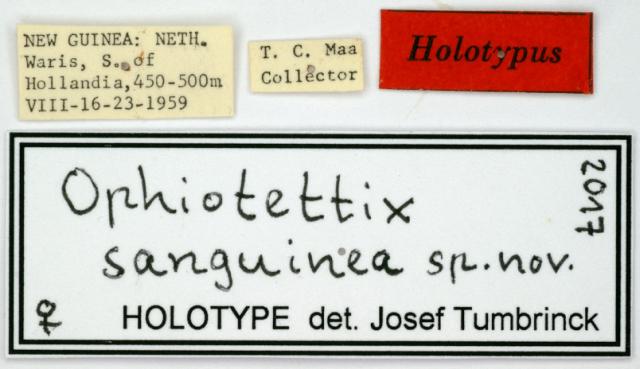 NEW GUINEA: NETH.
Waris, S. of
Hollandia, 450-500m
VIII-16-23-1959
T. C. Maa
Collector
Holotypus
Ophiotettix
sanguinea sp. nov.
2017
♀ HOLOTYPE det. Josef Tumbrinck